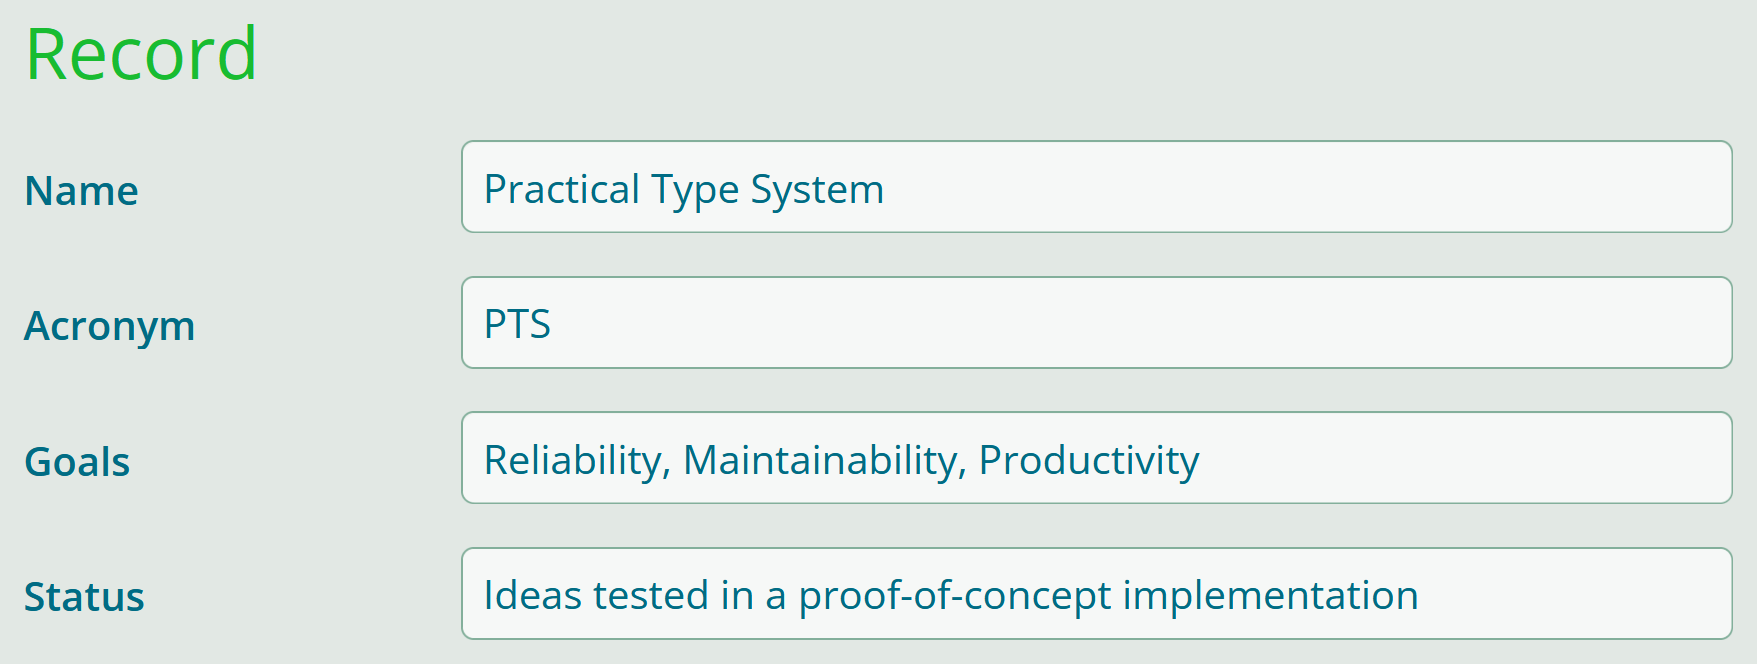 Record
Name
Practical Type System
Acronym
PTS
Goals
Reliability, Maintainability, Productivity
Status
Ideas tested in a proof-of-concept implementation